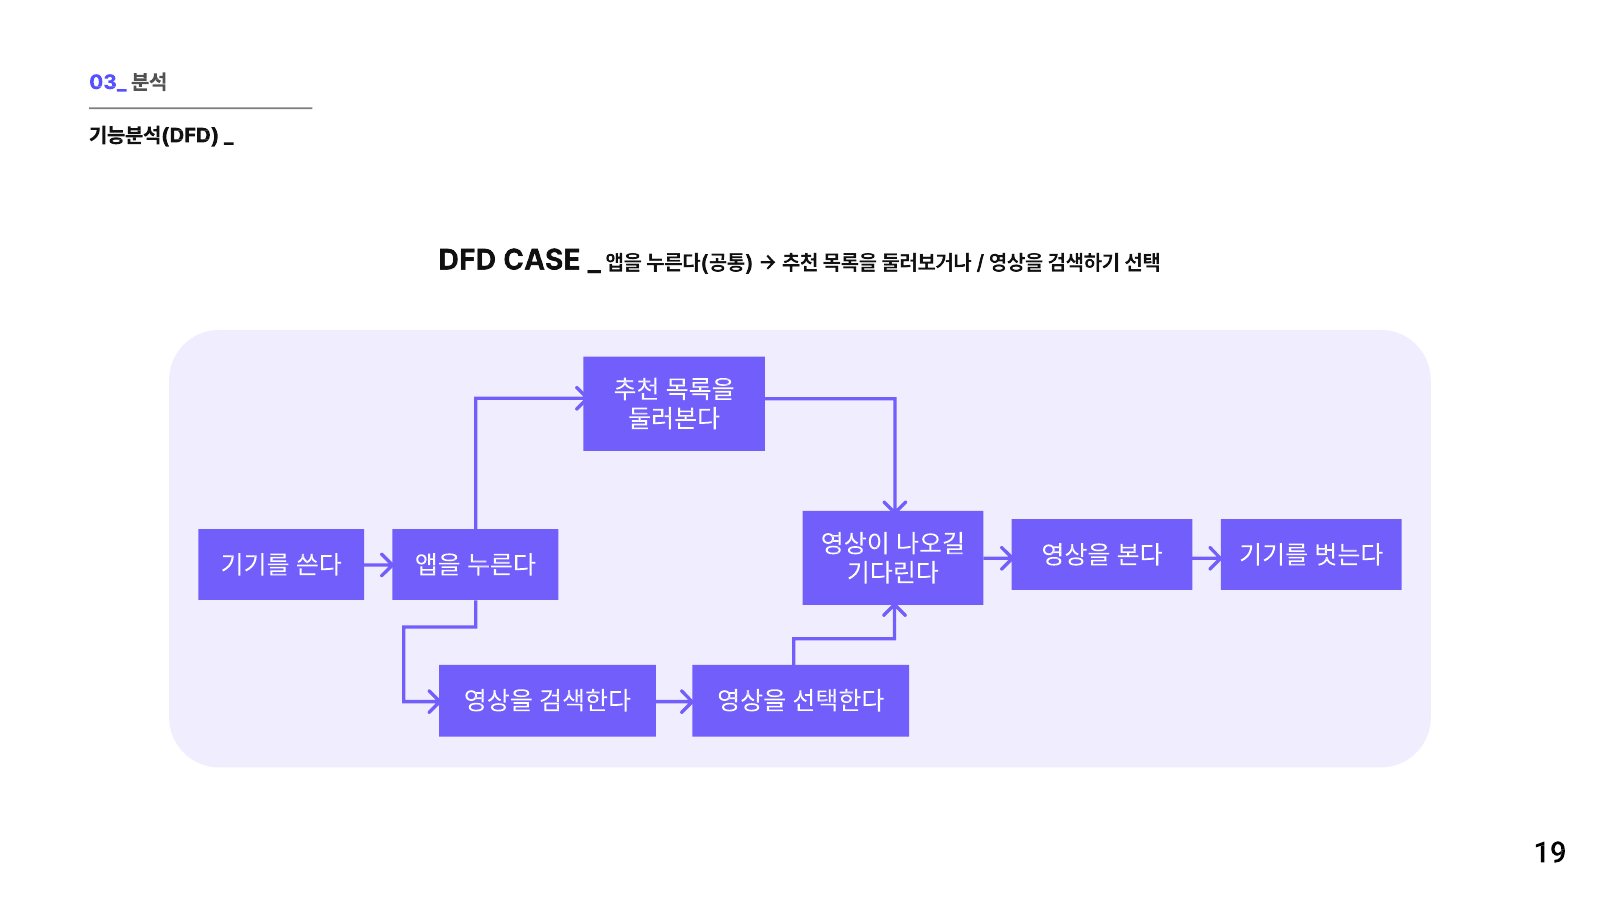 03_ 분석
기능분석(DFD) _
DFD CASE _ 앱을 누른다(공통) → 추천 목록을 둘러보거나 / 영상을 검색하기 선택
추천 목록을
둘러본다
기기를 쓴다
앱을 누른다
영상이 나오길
기다린다
영상을 본다
기기를 벗는다
영상을 검색한다
영상을 선택한다
19